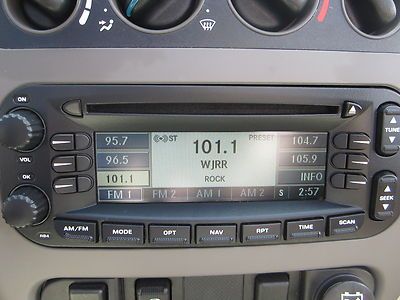 ON
VOL
OK
RB4
95.7
96.5
101.1
ST
101.1
WJRR
ROCK
PRESET
104.7
105.9
INFO
FM 1
FM 2
AM 1
AM 2
S
2:57
TUNE
SEEK
AM/FM
MODE
OPT
NAV
RPT
TIME
SCAN